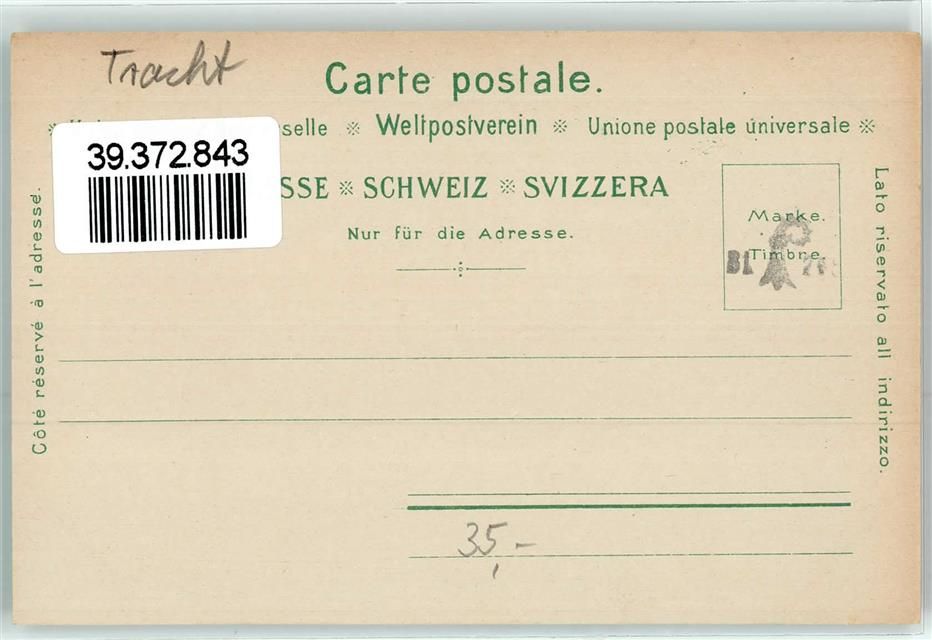 Tracht
Carte postale.
selle ※ Weltpostverein ※ Unione postale universale ※
39.372.843
SSE ※ SCHWEIZ ※ SVIZZERA
Nur für die Adresse.
Marke.
Timbre.
Côté réservé à l'adresse.
Lato riservato all indirizzo.
35,-